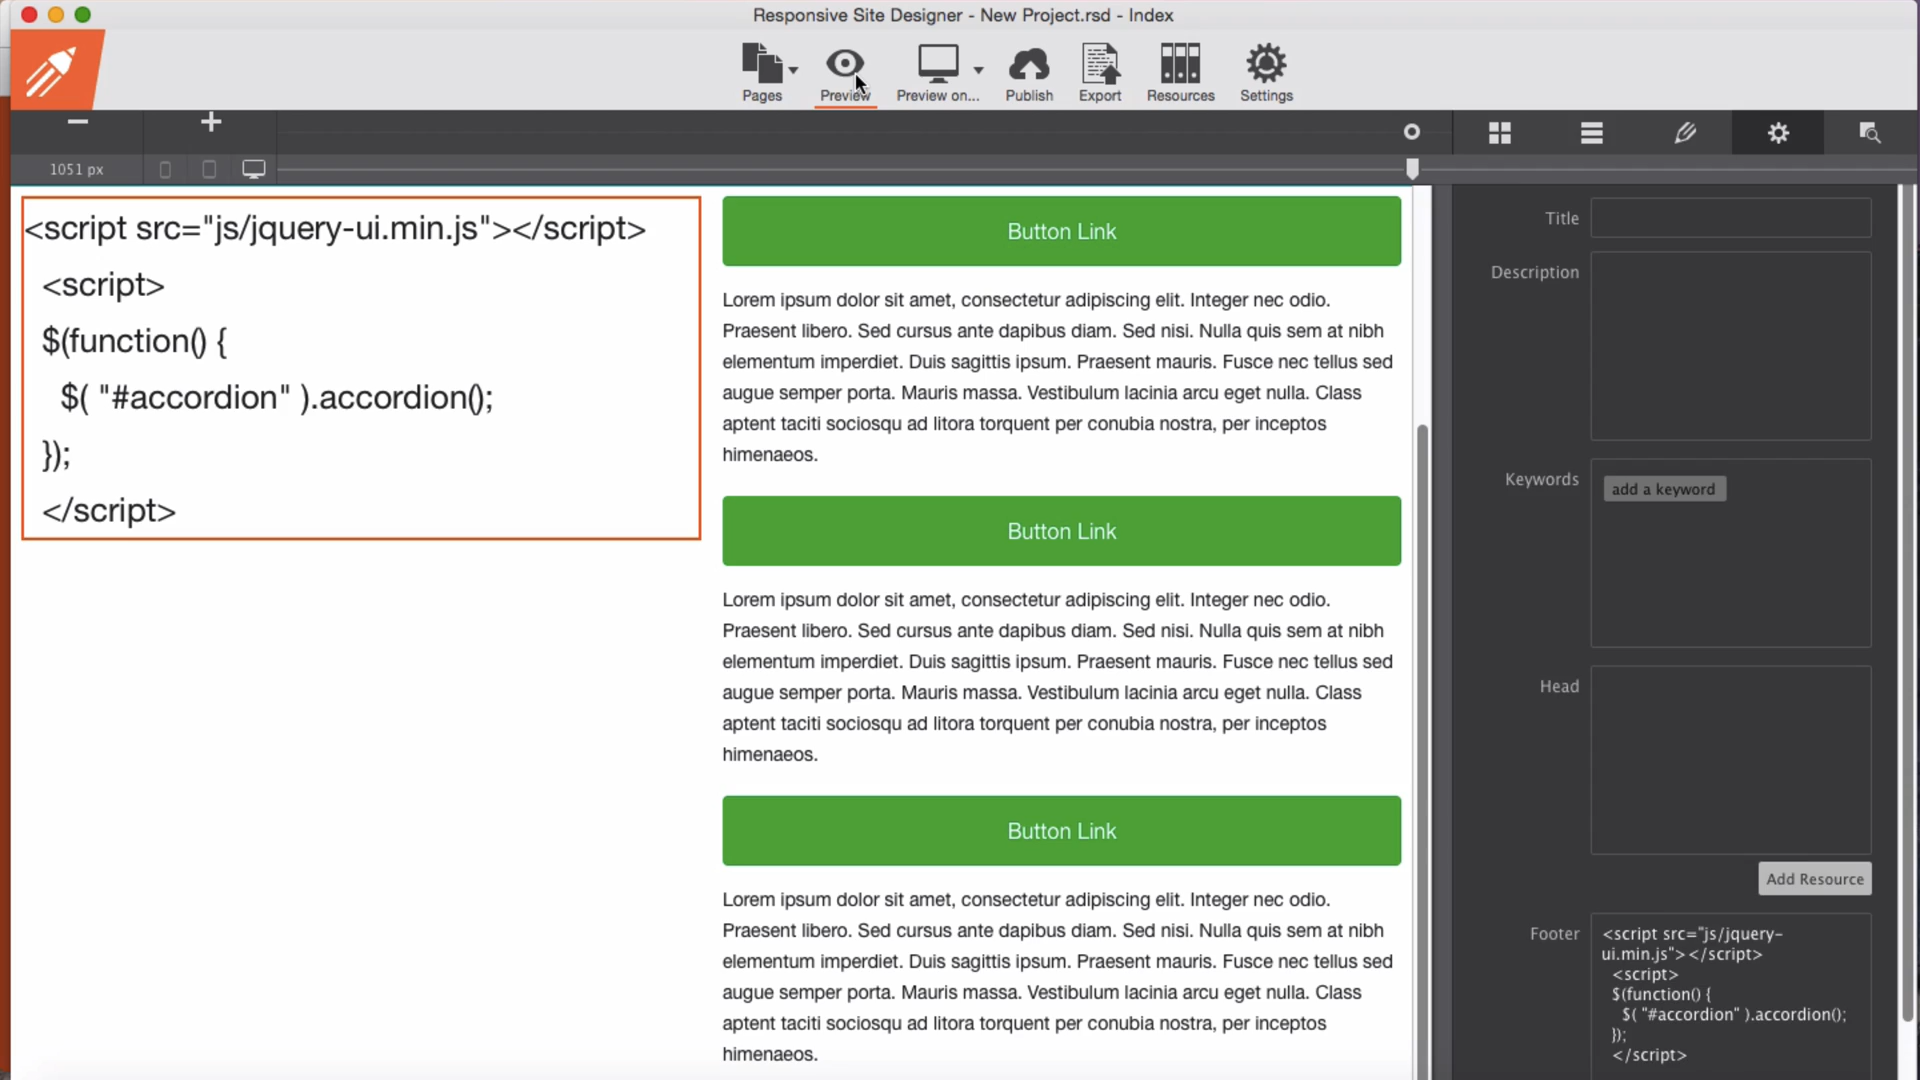 Responsive Site Designer - New Project.rsd - Index
Pages
Preview
Preview on...
Publish
Export
Resources
Settings
1051 px
<script src="js/jquery-ui.min.js"></script>
<script>
$(function() {
$( "#accordion" ).accordion();
});
</script>
Button Link
Lorem ipsum dolor sit amet, consectetur adipiscing elit. Integer nec odio.
Praesent libero. Sed cursus ante dapibus diam. Sed nisi. Nulla quis sem at nibh
elementum imperdiet. Duis sagittis ipsum. Praesent mauris. Fusce nec tellus sed
augue semper porta. Mauris massa. Vestibulum lacinia arcu eget nulla. Class
aptent taciti sociosqu ad litora torquent per conubia nostra, per inceptos
himenaeos.
Button Link
Lorem ipsum dolor sit amet, consectetur adipiscing elit. Integer nec odio.
Praesent libero. Sed cursus ante dapibus diam. Sed nisi. Nulla quis sem at nibh
elementum imperdiet. Duis sagittis ipsum. Praesent mauris. Fusce nec tellus sed
augue semper porta. Mauris massa. Vestibulum lacinia arcu eget nulla. Class
aptent taciti sociosqu ad litora torquent per conubia nostra, per inceptos
himenaeos.
Button Link
Lorem ipsum dolor sit amet, consectetur adipiscing elit. Integer nec odio.
Praesent libero. Sed cursus ante dapibus diam. Sed nisi. Nulla quis sem at nibh
elementum imperdiet. Duis sagittis ipsum. Praesent mauris. Fusce nec tellus sed
augue semper porta. Mauris massa. Vestibulum lacinia arcu eget nulla. Class
aptent taciti sociosqu ad litora torquent per conubia nostra, per inceptos
himenaeos.
Title
Description
Keywords
add a keyword
Head
Add Resource
Footer
<script src="js/jquery-
ui.min.js"></script>
<script>
$(function() {
$( "#accordion" ).accordion();
});
</script>